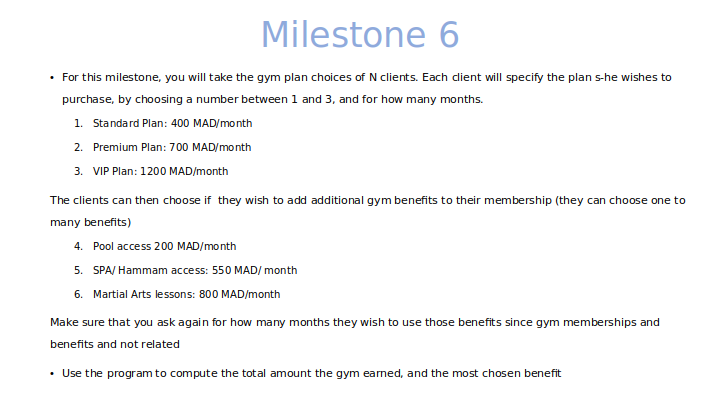 Milestone 6
• For this milestone, you will take the gym plan choices of N clients. Each client will specify the plan s-he wishes to
purchase, by choosing a number between 1 and 3, and for how many months.
1. Standard Plan: 400 MAD/month
2. Premium Plan: 700 MAD/month
3. VIP Plan: 1200 MAD/month
The clients can then choose if  they wish to add additional gym benefits to their membership (they can choose one to
many benefits)
4. Pool access 200 MAD/month
5. SPA/ Hammam access: 550 MAD/ month
6. Martial Arts lessons: 800 MAD/month
Make sure that you ask again for how many months they wish to use those benefits since gym memberships and
benefits and not related
• Use the program to compute the total amount the gym earned, and the most chosen benefit